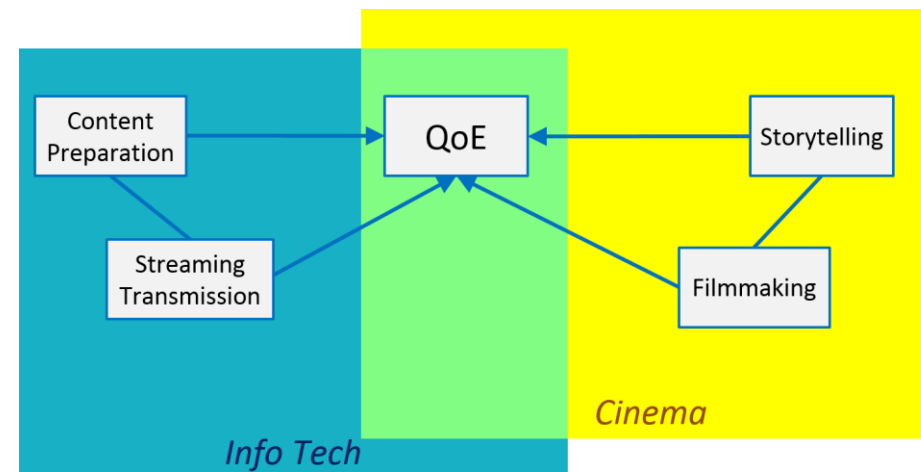 Content
Preparation
QoE
Storytelling
Streaming
Transmission
Filmmaking
Cinema
Info Tech